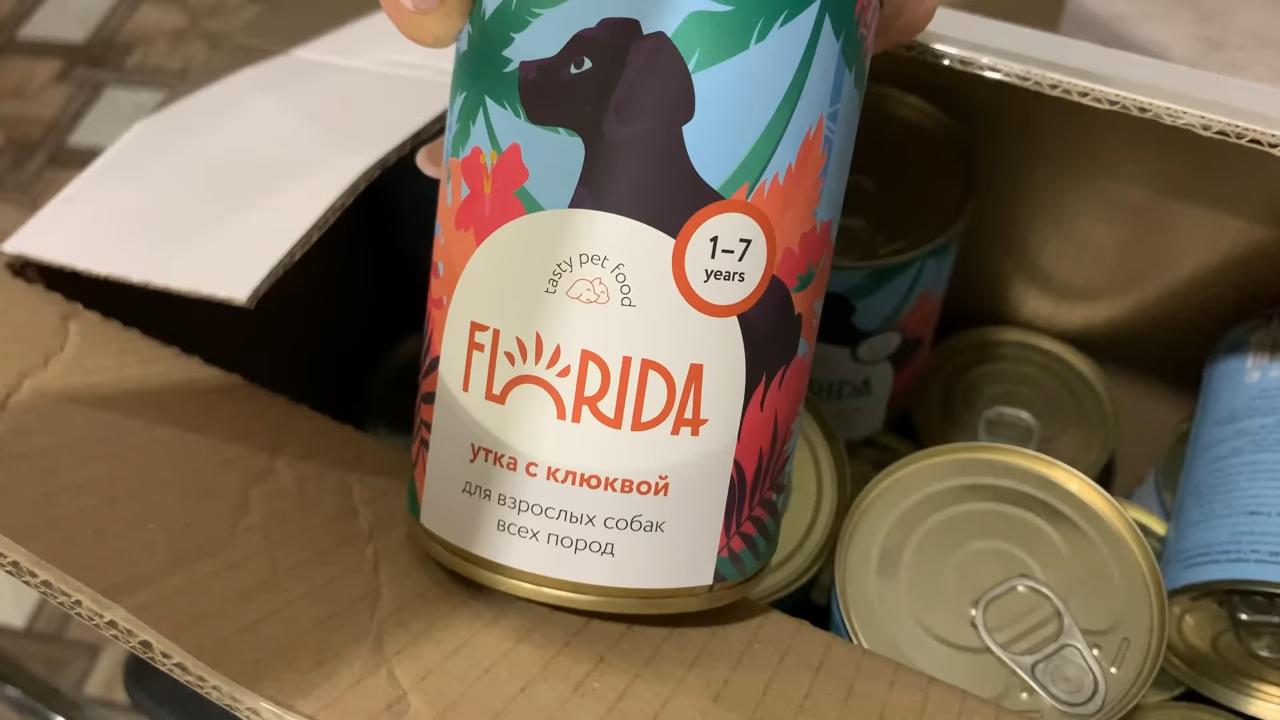 1–7
years
tasty pet food
FLORIDA
утка с клюквой
для взрослых собак
всех пород